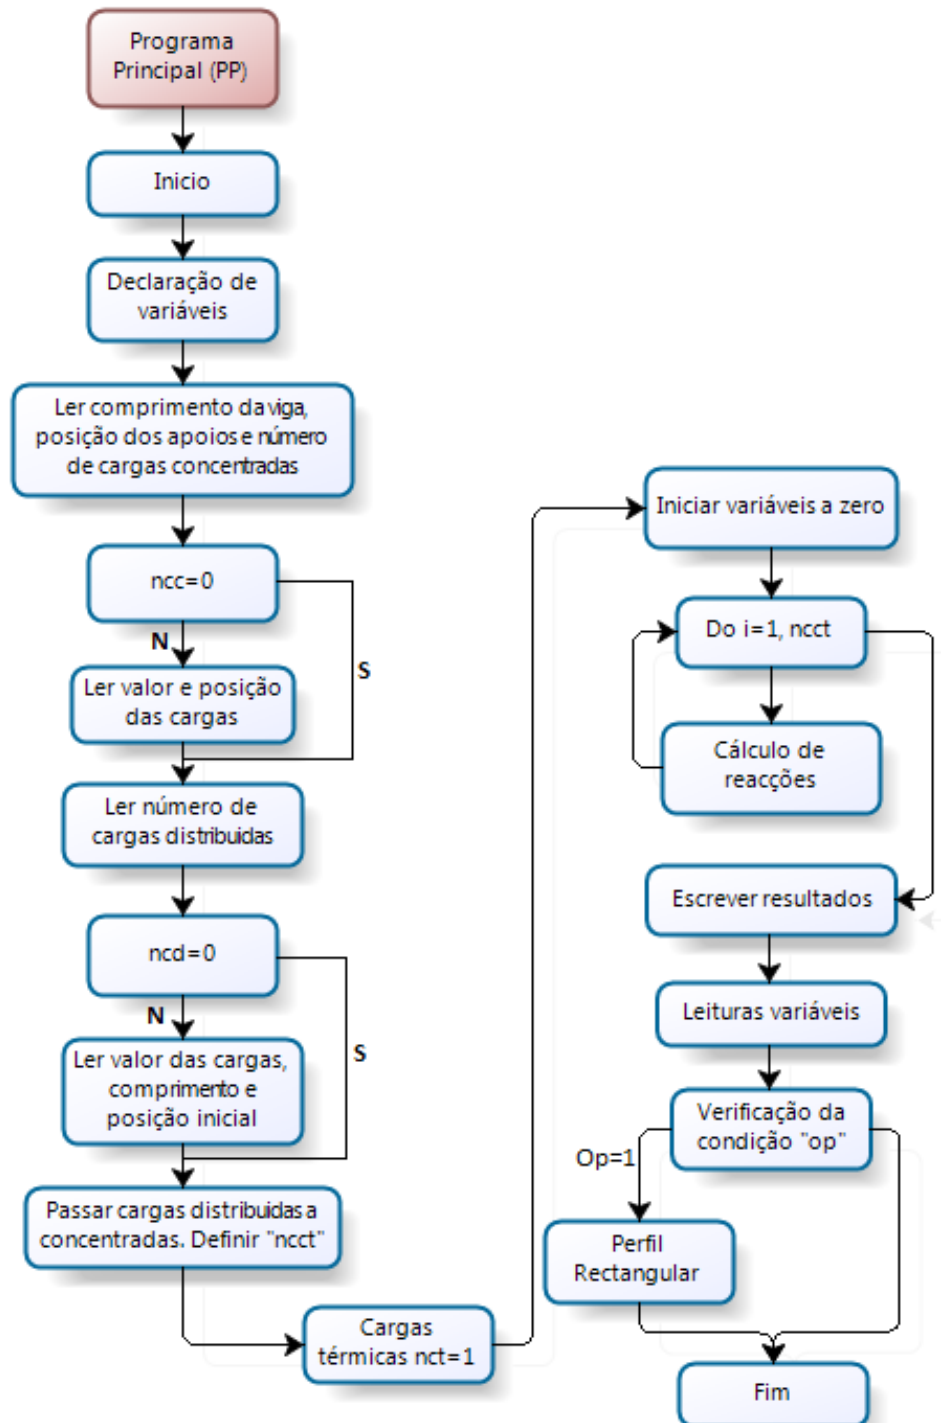 Programa
Principal (PP)
Inicio
Declaração de
variáveis
Ler comprimento da viga,
posição dos apoios e número
de cargas concentradas
ncc=0
N
S
Ler valor e posição
das cargas
Ler número de
cargas distribuidas
ncd=0
N
S
Ler valor das cargas,
comprimento e
posição inicial
Passar cargas distribuidas a
concentradas. Definir "ncct"
Cargas
térmicas nct=1
Iniciar variáveis a zero
Do i=1, ncct
Cálculo de
reacções
Escrever resultados
Leituras variáveis
Verificação da
condição "op"
Op=1
Perfil
Rectangular
Fim